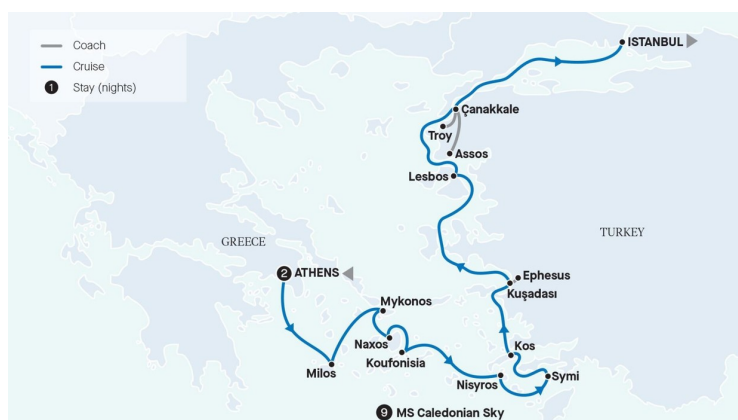 Coach
Cruise
1 Stay (nights)
ISTANBUL
Çanakkale
Troy
Assos
Lesbos
GREECE
TURKEY
2 ATHENS
Ephesus
Kuşadası
Mykonos
Naxos
Koufonisia
Milos
Kos
Nisyros
Symi
9 MS Caledonian Sky